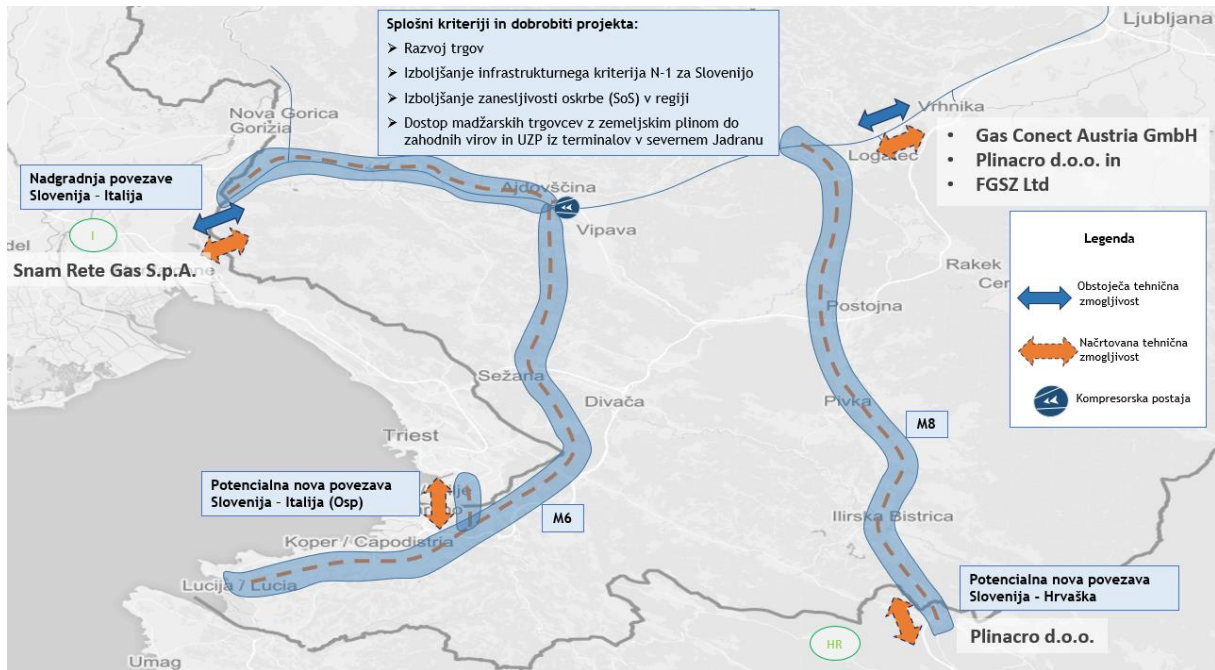 Splošni kriteriji in dobrobiti projekta:
➤ Razvoj trgov
➤ Izboljšanje infrastrukturnega kriterija N-1 za Slovenijo
➤ Izboljšanje zanesljivosti oskrbe (SoS) v regiji
➤ Dostop madžarskih trgovcev z zemeljskim plinom do
zahodnih virov in UZP iz terminalov v severnem Jadranu
Ljubljana
Vrhnika
Logatec
• Gas Conect Austria GmbH
• Plinacro d.o.o. in
• FGSZ Ltd
Nova Gorica
Gorizia
Nadgradnja povezave
Slovenija – Italija
I
del
Snam Rete Gas S.p.A.
ne
Ajdovščina
Vipava
Legenda
Obstoječa tehnična
zmogljivost
Načrtovana tehnična
zmogljivost
Kompresorska postaja
Rakek
Cer
Postojna
Sežana
Divača
Pivka
M8
Triest
Potencialna nova povezava
Slovenija – Italija (Osp)
M6
Ilirska Bistrica
Koper / Capodistria
Lucija / Lucia
Potencialna nova povezava
Slovenija - Hrvaška
Plinacro d.o.o.
HR
Umag